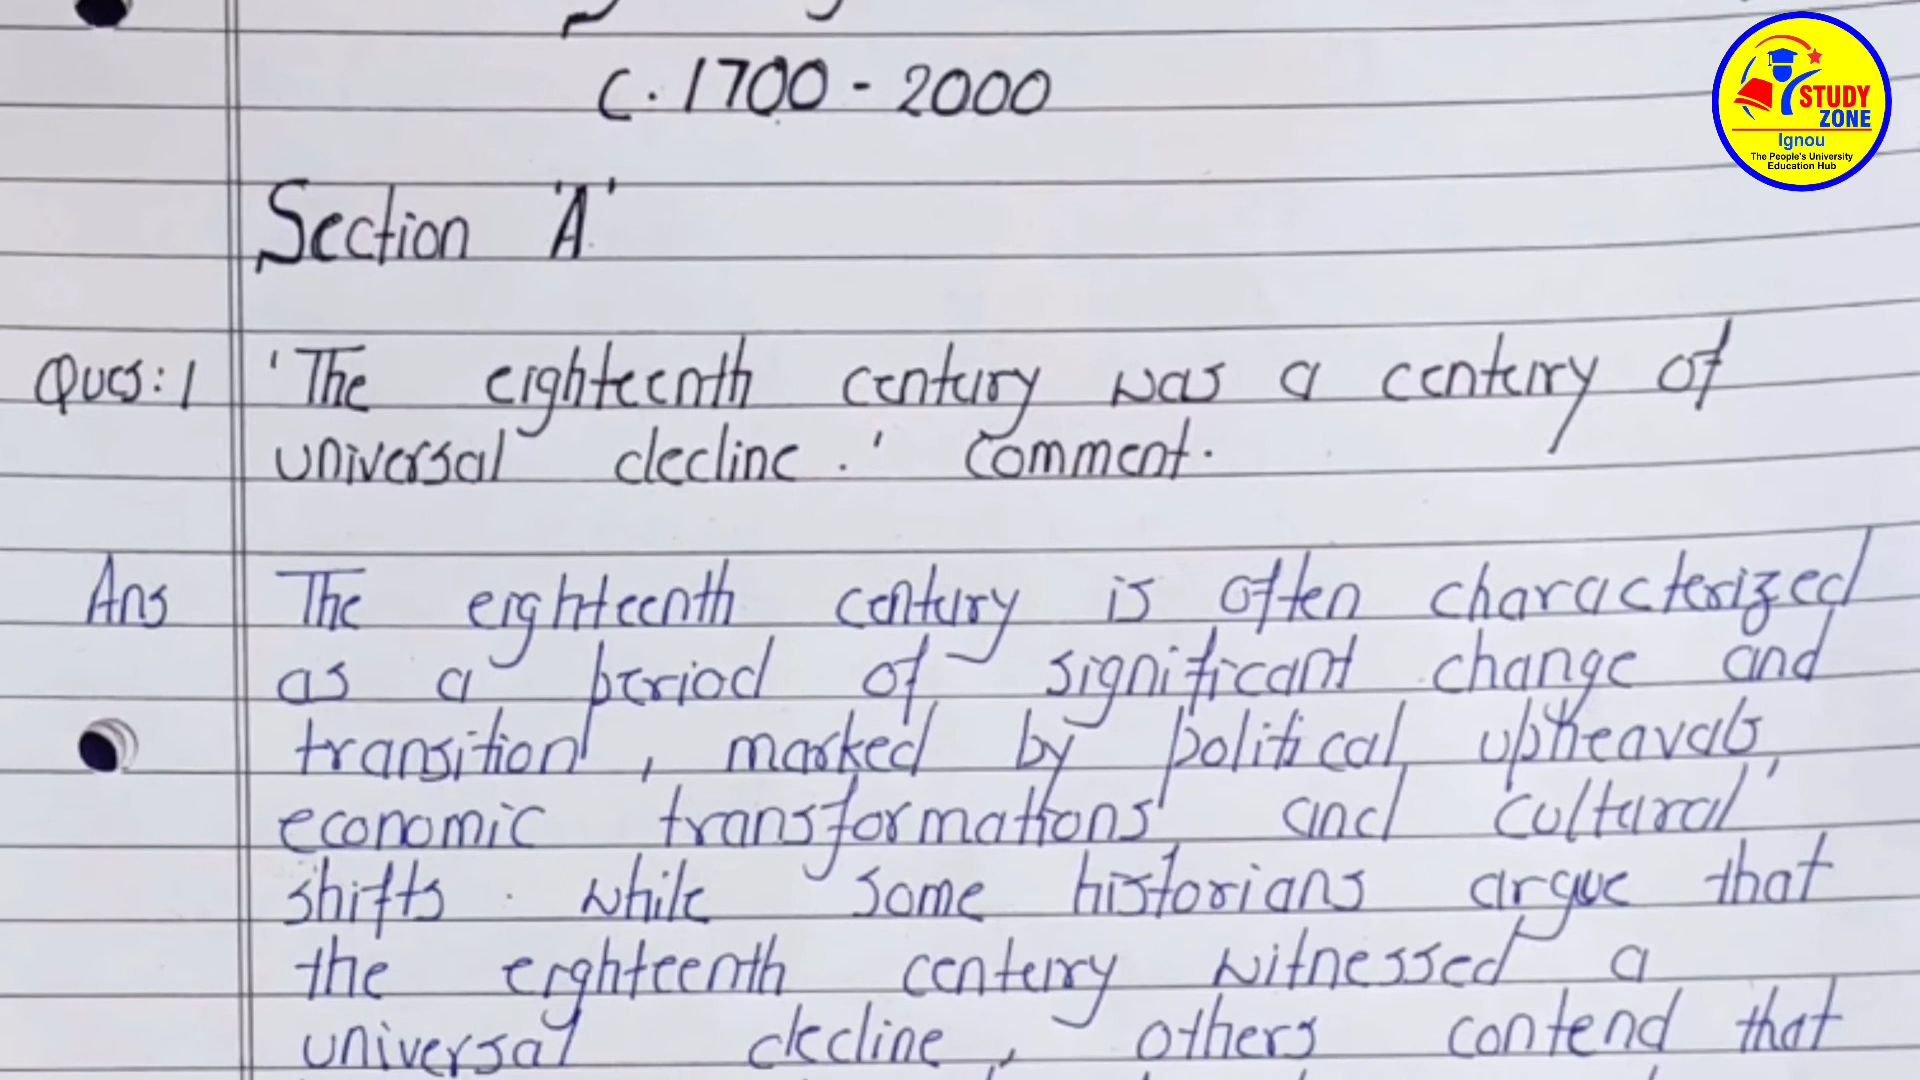 c. 1700 - 2000
STUDY
ZONE
Ignou
The People's University
Education Hub
Section 'A'
Ques: 1 'The eighteenth century was a century of
universal decline.' Comment.
Ans The eighteenth century is often characterized
as a period of significant change and
transition, marked by political upheavals,
economic transformations and cultural
shifts. While some historians argue that
the eighteenth century witnessed a
universal decline, others contend that